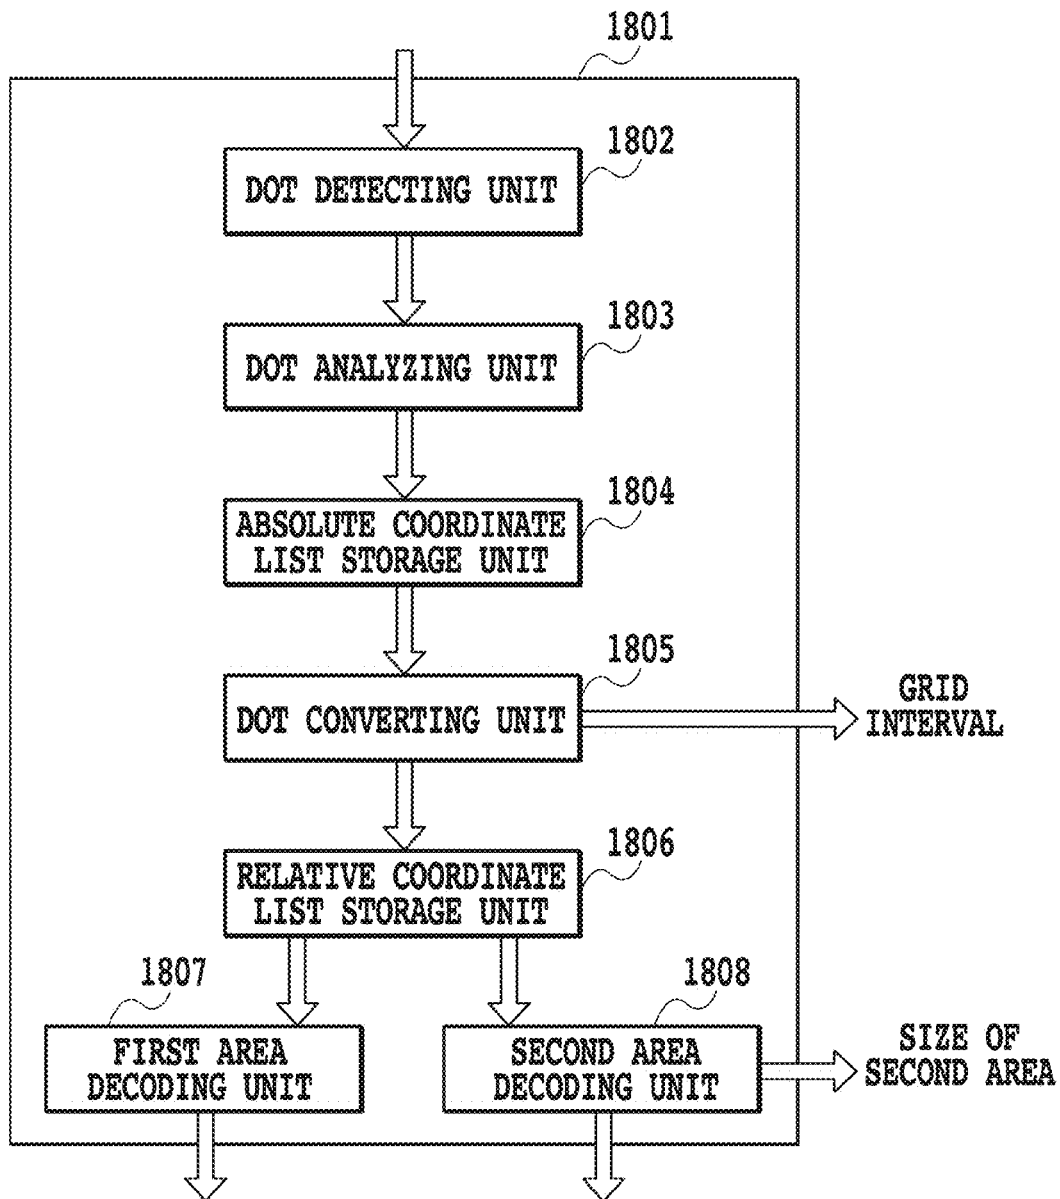 1801
1802
DOT DETECTING UNIT
1803
DOT ANALYZING UNIT
1804
ABSOLUTE COORDINATE
LIST STORAGE UNIT
1805
DOT CONVERTING UNIT
GRID
INTERVAL
1806
RELATIVE COORDINATE
LIST STORAGE UNIT
1807
FIRST AREA
DECODING UNIT
1808
SECOND AREA
DECODING UNIT
SIZE OF
SECOND AREA